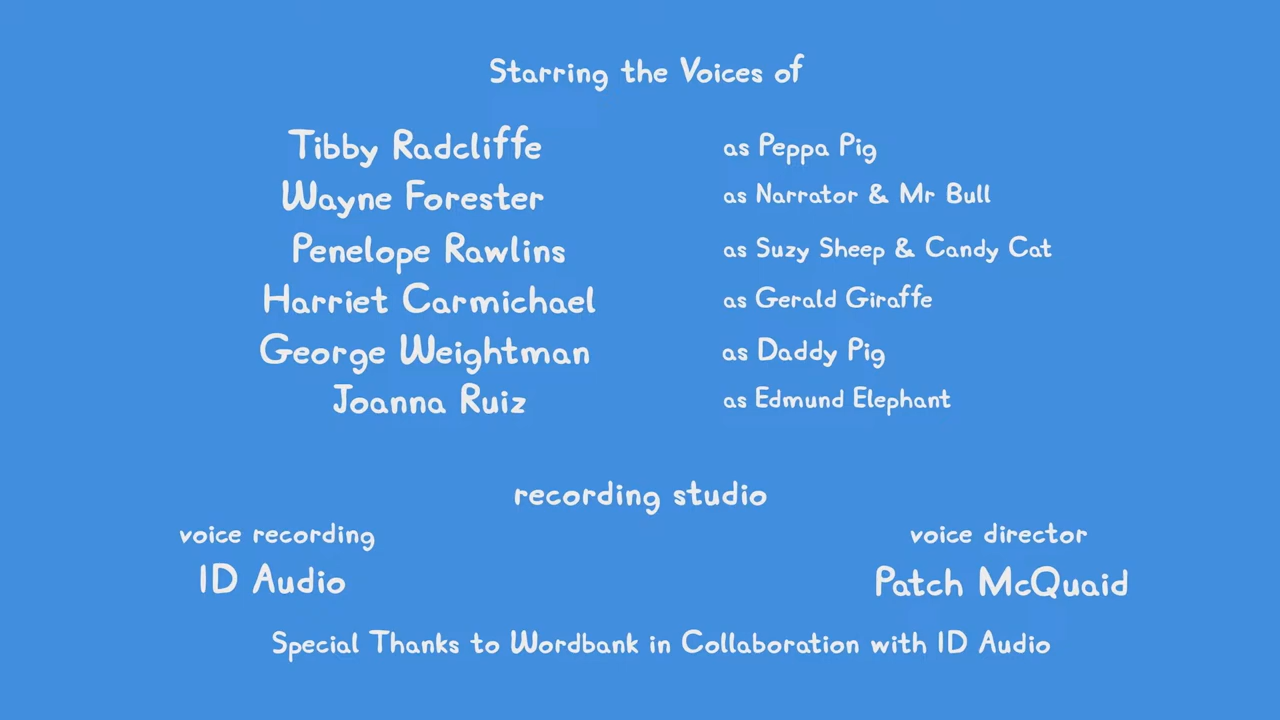 Starring the Voices of
Tibby Radcliffe as Peppa Pig
Wayne Forester as Narrator & Mr Bull
Penelope Rawlins as Suzy Sheep & Candy Cat
Harriet Carmichael as Gerald Giraffe
George Weightman as Daddy Pig
Joanna Ruiz as Edmund Elephant
recording studio
voice recording voice director
ID Audio Patch McQuaid
Special Thanks to Wordbank in Collaboration with ID Audio